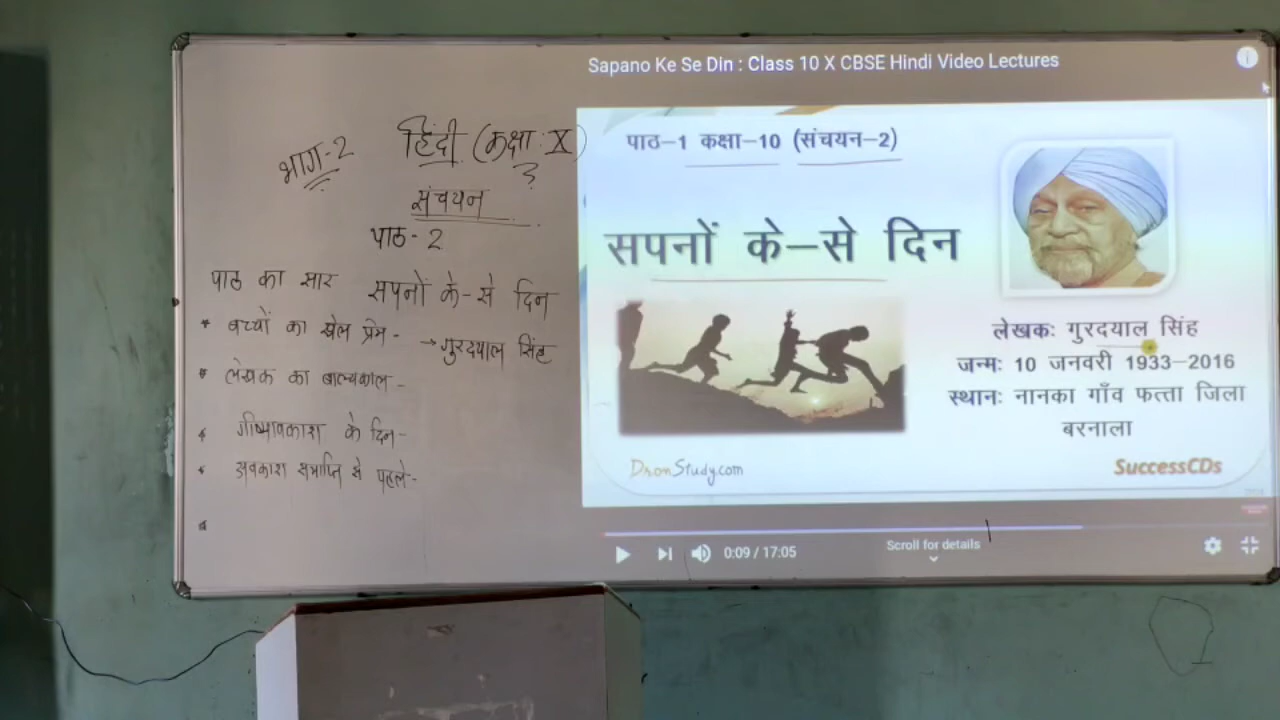 भाग-2
हिंदी (कक्षा: X)
संचयन
पाठ-2
पाठ का सार
सपनों के-से दिन
* बच्चों का खेल प्रेम-
→ गुरदयाल सिंह
* लेखक का बाल्यकाल-
* ग्रीष्मावकाश के दिन-
* अवकाश समाप्ति से पहले-
Sapano Ke Se Din : Class 10 X CBSE Hindi Video Lectures
पाठ–1 कक्षा–10 (संचयन–2)
सपनों के–से दिन
लेखकः गुरदयाल सिंह
जन्मः 10 जनवरी 1933–2016
स्थानः नानका गाँव फत्ता जिला
बरनाला
DronStudy.com
SuccessCDs
0:09 / 17:05
Scroll for details